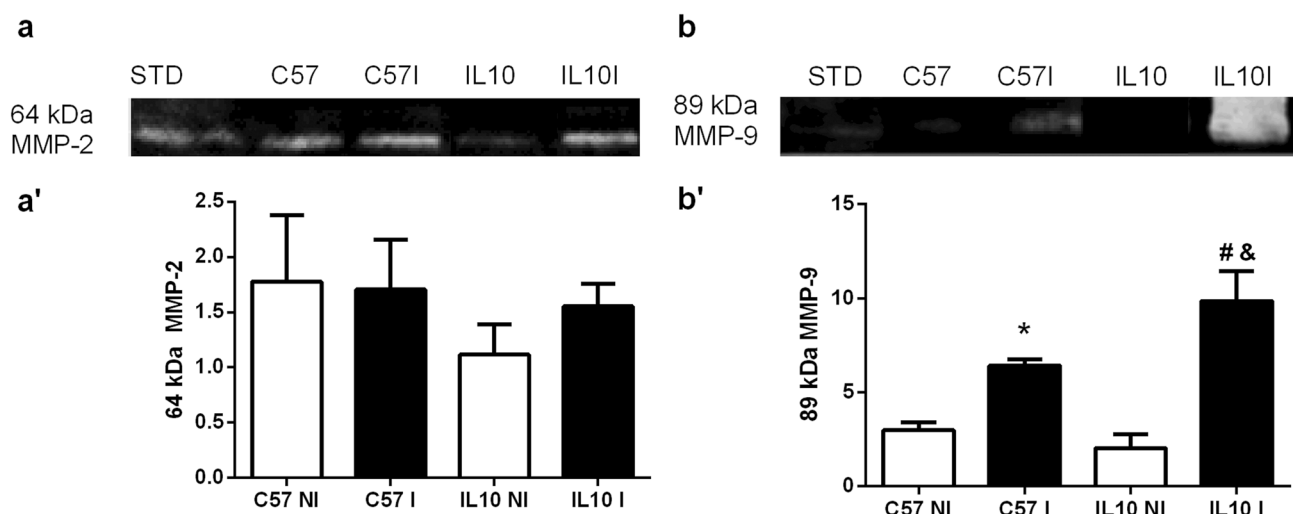 a
STD C57 C57I IL10 IL10I
64 kDa
MMP-2
a'
2.5
2.0
1.5
1.0
0.5
0.0
64 kDa MMP-2
C57 NI C57 I IL10 NI IL10 I
b
STD C57 C57I IL10 IL10I
89 kDa
MMP-9
b'
15
10
5
0
89 kDa MMP-9
*
# &
C57 NI C57 I IL10 NI IL10 I